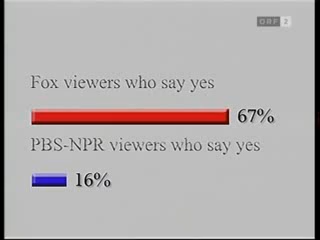 ORF 2
Fox viewers who say yes
67%
PBS-NPR viewers who say yes
16%